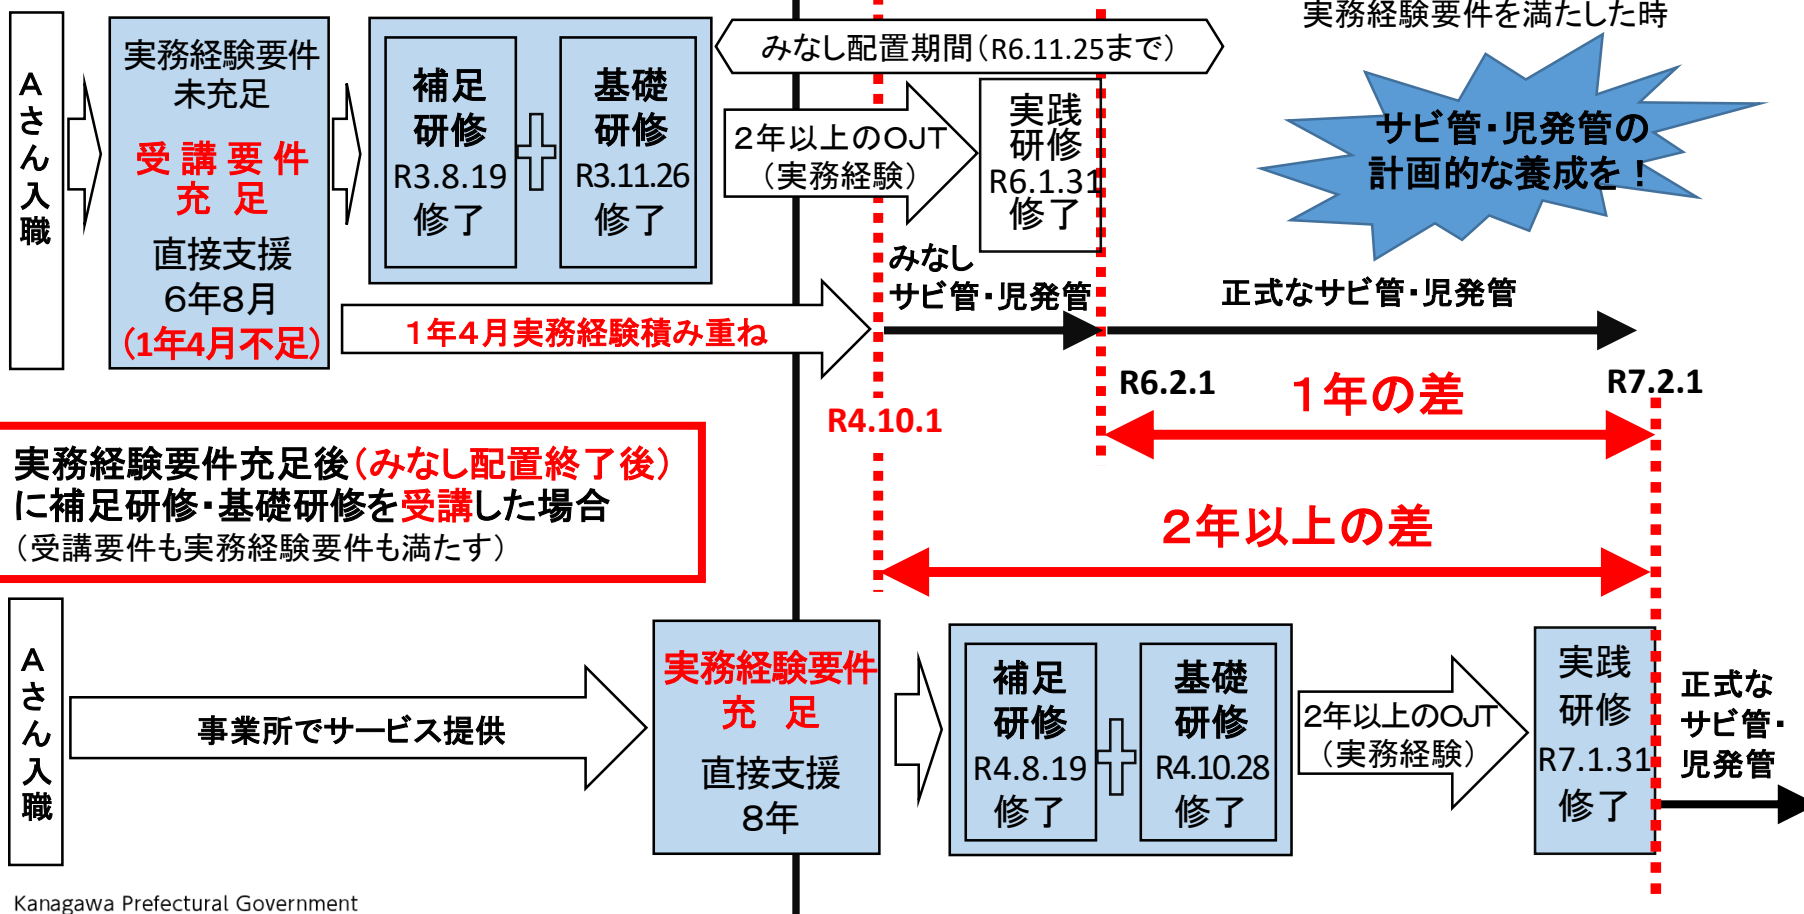 実務経験要件を満たした時
みなし配置期間（R6.11.25まで）
Aさん入職
実務経験要件
未充足
受講要件
充足
直接支援
6年8月
（1年4月不足）
補足
研修
R3.8.19
修了
基礎
研修
R3.11.26
修了
２年以上のOJT
（実務経験）
実践
研修
R6.1.31
修了
サビ管・児発管の
計画的な養成を！
みなし
サビ管・児発管
正式なサビ管・児発管
１年４月実務経験積み重ね
R4.10.1
R6.2.1
１年の差
R7.2.1
実務経験要件充足後（みなし配置終了後）
に補足研修・基礎研修を受講した場合
（受講要件も実務経験要件も満たす）
２年以上の差
Aさん入職
事業所でサービス提供
実務経験要件
充足
直接支援
8年
補足
研修
R4.8.19
修了
基礎
研修
R4.10.28
修了
2年以上のOJT
（実務経験）
実践
研修
R7.1.31
修了
正式な
サビ管・
児発管
Kanagawa Prefectural Government